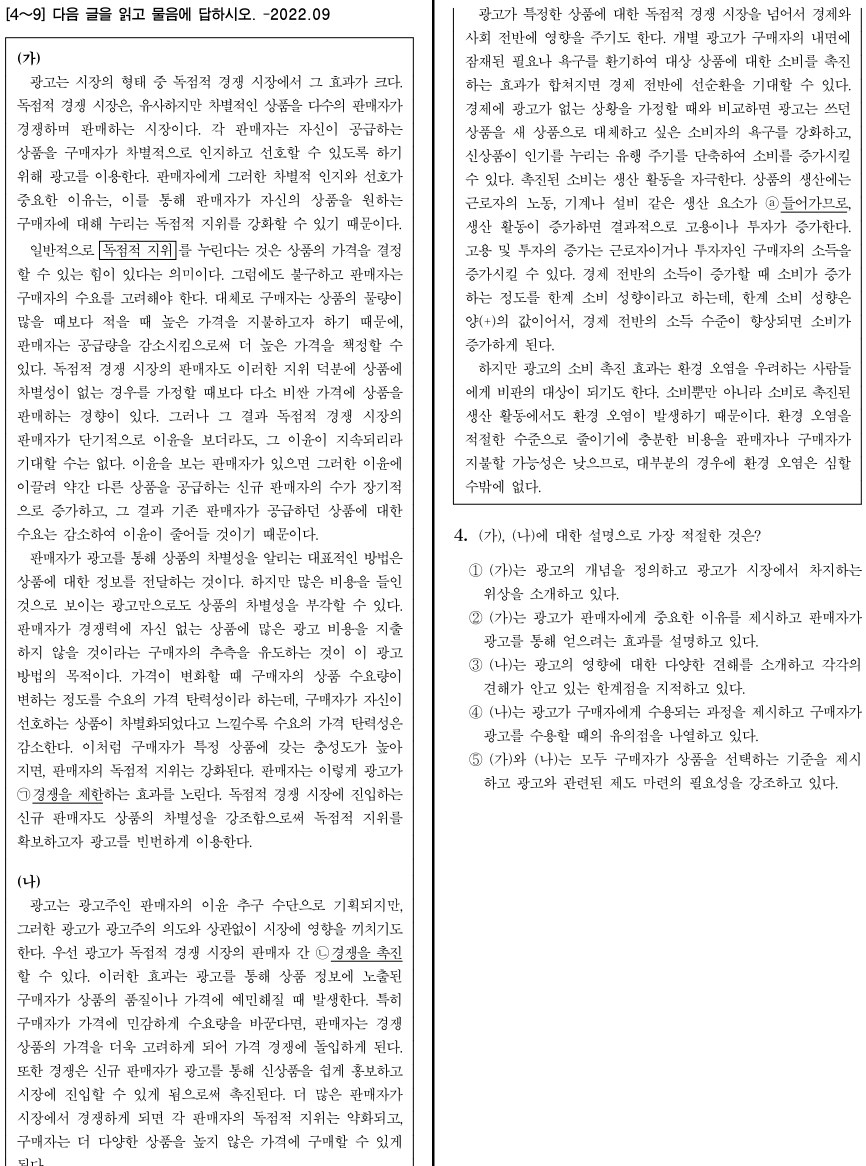 [4~9] 다음 글을 읽고 물음에 답하시오. -2022.09
(가)
광고는 시장의 형태 중 독점적 경쟁 시장에서 그 효과가 크다.
독점적 경쟁 시장은, 유사하지만 차별적인 상품을 다수의 판매자가
경쟁하며 판매하는 시장이다. 각 판매자는 자신이 공급하는
상품을 구매자가 차별적으로 인지하고 선호할 수 있도록 하기
위해 광고를 이용한다. 판매자에게 그러한 차별적 인지와 선호가
중요한 이유는, 이를 통해 판매자가 자신의 상품을 원하는
구매자에 대해 누리는 독점적 지위를 강화할 수 있기 때문이다.
일반적으로 독점적 지위를 누린다는 것은 상품의 가격을 결정
할 수 있는 힘이 있다는 의미이다. 그럼에도 불구하고 판매자는
구매자의 수요를 고려해야 한다. 대체로 구매자는 상품의 물량이
많을 때보다 적을 때 높은 가격을 지불하고자 하기 때문에,
판매자는 공급량을 감소시킴으로써 더 높은 가격을 책정할 수
있다. 독점적 경쟁 시장의 판매자도 이러한 지위 덕분에 상품에
차별성이 없는 경우를 가정할 때보다 다소 비싼 가격에 상품을
판매하는 경향이 있다. 그러나 그 결과 독점적 경쟁 시장의
판매자가 단기적으로 이윤을 보더라도, 그 이윤이 지속되리라
기대할 수는 없다. 이윤을 보는 판매자가 있으면 그러한 이윤에
이끌려 약간 다른 상품을 공급하는 신규 판매자의 수가 장기적
으로 증가하고, 그 결과 기존 판매자가 공급하던 상품에 대한
수요는 감소하여 이윤이 줄어들 것이기 때문이다.
판매자가 광고를 통해 상품의 차별성을 알리는 대표적인 방법은
상품에 대한 정보를 전달하는 것이다. 하지만 많은 비용을 들인
것으로 보이는 광고만으로도 상품의 차별성을 부각할 수 있다.
판매자가 경쟁력에 자신 없는 상품에 많은 광고 비용을 지출
하지 않을 것이라는 구매자의 추측을 유도하는 것이 이 광고
방법의 목적이다. 가격이 변화할 때 구매자의 상품 수요량이
변하는 정도를 수요의 가격 탄력성이라 하는데, 구매자가 자신이
선호하는 상품이 차별화되었다고 느낄수록 수요의 가격 탄력성은
감소한다. 이처럼 구매자가 특정 상품에 갖는 충성도가 높아
지면, 판매자의 독점적 지위는 강화된다. 판매자는 이렇게 광고가
㉠경쟁을 제한하는 효과를 노린다. 독점적 경쟁 시장에 진입하는
신규 판매자도 상품의 차별성을 강조함으로써 독점적 지위를
확보하고자 광고를 빈번하게 이용한다.
(나)
광고는 광고주인 판매자의 이윤 추구 수단으로 기획되지만,
그러한 광고가 광고주의 의도와 상관없이 시장에 영향을 끼치기도
한다. 우선 광고가 독점적 경쟁 시장의 판매자 간 ㉡경쟁을 촉진
할 수 있다. 이러한 효과는 광고를 통해 상품 정보에 노출된
구매자가 상품의 품질이나 가격에 예민해질 때 발생한다. 특히
구매자가 가격에 민감하게 수요량을 바꾼다면, 판매자는 경쟁
상품의 가격을 더욱 고려하게 되어 가격 경쟁에 돌입하게 된다.
또한 경쟁은 신규 판매자가 광고를 통해 신상품을 쉽게 홍보하고
시장에 진입할 수 있게 됨으로써 촉진된다. 더 많은 판매자가
시장에서 경쟁하게 되면 각 판매자의 독점적 지위는 약화되고,
구매자는 더 다양한 상품을 높지 않은 가격에 구매할 수 있게
된다
광고가 특정한 상품에 대한 독점적 경쟁 시장을 넘어서 경제와
사회 전반에 영향을 주기도 한다. 개별 광고가 구매자의 내면에
잠재된 필요나 욕구를 환기하여 대상 상품에 대한 소비를 촉진
하는 효과가 합쳐지면 경제 전반에 선순환을 기대할 수 있다.
경제에 광고가 없는 상황을 가정할 때와 비교하면 광고는 쓰던
상품을 새 상품으로 대체하고 싶은 소비자의 욕구를 강화하고,
신상품이 인기를 누리는 유행 주기를 단축하여 소비를 증가시킬
수 있다. 촉진된 소비는 생산 활동을 자극한다. 상품의 생산에는
근로자의 노동, 기계나 설비 같은 생산 요소가 ⓐ들어가므로,
생산 활동이 증가하면 결과적으로 고용이나 투자가 증가한다.
고용 및 투자의 증가는 근로자이거나 투자자인 구매자의 소득을
증가시킬 수 있다. 경제 전반의 소득이 증가할 때 소비가 증가
하는 정도를 한계 소비 성향이라고 하는데, 한계 소비 성향은
양(+)의 값이어서, 경제 전반의 소득 수준이 향상되면 소비가
증가하게 된다.
하지만 광고의 소비 촉진 효과는 환경 오염을 우려하는 사람들
에게 비판의 대상이 되기도 한다. 소비뿐만 아니라 소비로 촉진된
생산 활동에서도 환경 오염이 발생하기 때문이다. 환경 오염을
적절한 수준으로 줄이기에 충분한 비용을 판매자나 구매자가
지불할 가능성은 낮으므로, 대부분의 경우에 환경 오염은 심할
수밖에 없다.
4. (가), (나)에 대한 설명으로 가장 적절한 것은?
① (가)는 광고의 개념을 정의하고 광고가 시장에서 차지하는
위상을 소개하고 있다.
② (가)는 광고가 판매자에게 중요한 이유를 제시하고 판매자가
광고를 통해 얻으려는 효과를 설명하고 있다.
③ (나)는 광고의 영향에 대한 다양한 견해를 소개하고 각각의
견해가 안고 있는 한계점을 지적하고 있다.
④ (나)는 광고가 구매자에게 수용되는 과정을 제시하고 구매자가
광고를 수용할 때의 유의점을 나열하고 있다.
⑤ (가)와 (나)는 모두 구매자가 상품을 선택하는 기준을 제시
하고 광고와 관련된 제도 마련의 필요성을 강조하고 있다.